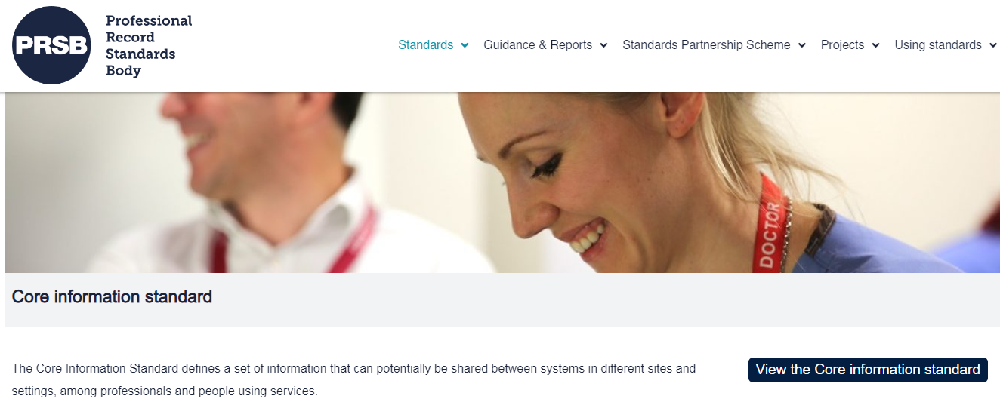 PRSB
Professional
Record
Standards
Body
Standards Guidance & Reports Standards Partnership Scheme Projects Using standards
DOCTOR
Core information standard
The Core Information Standard defines a set of information that can potentially be shared between systems in different sites and
settings, among professionals and people using services.
View the Core information standard